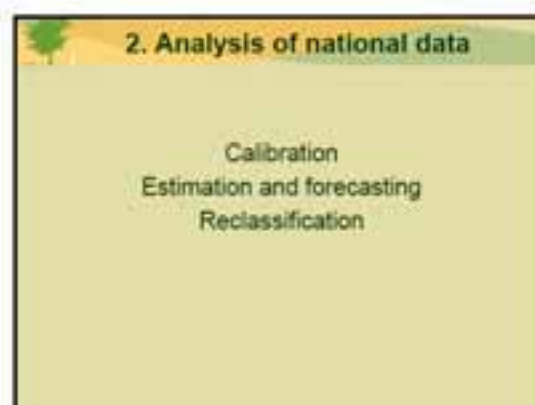 2. Analysis of national data
Calibration
Estimation and forecasting
Reclassification